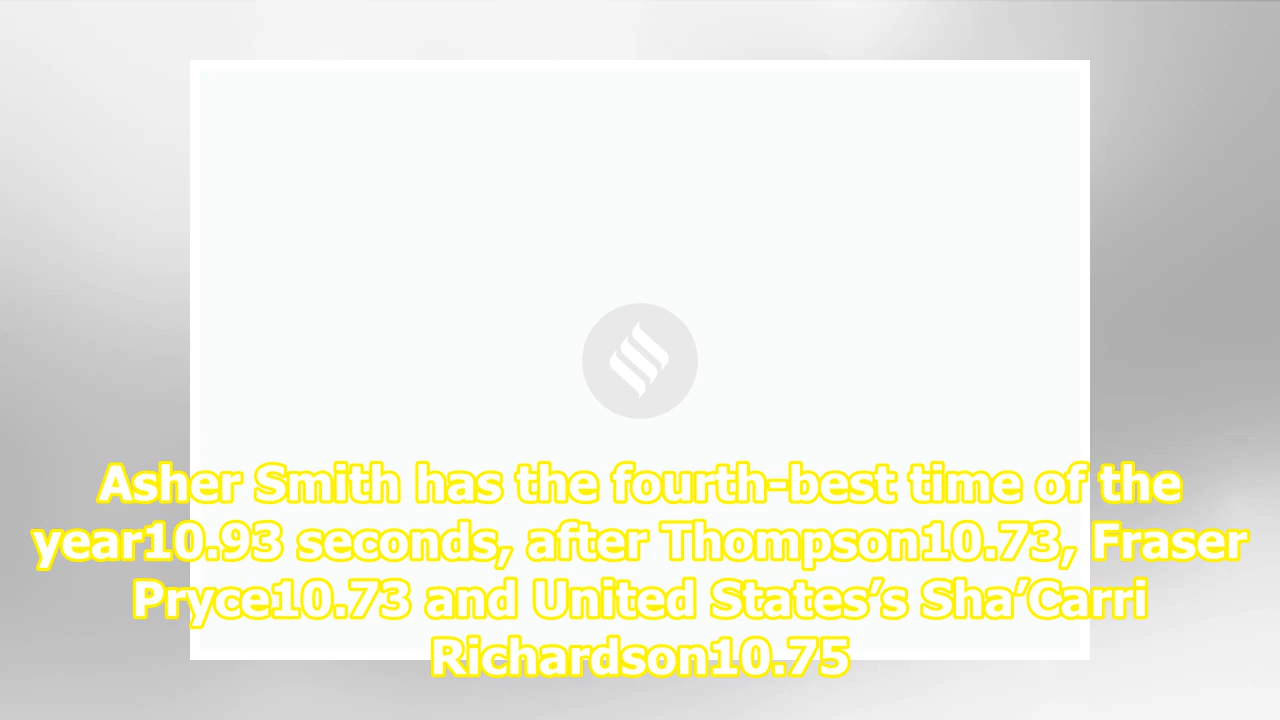 Asher Smith has the fourth-best time of the
year10.93 seconds, after Thompson10.73, Fraser
Pryce10.73 and United States’s Sha’Carri
Richardson10.75